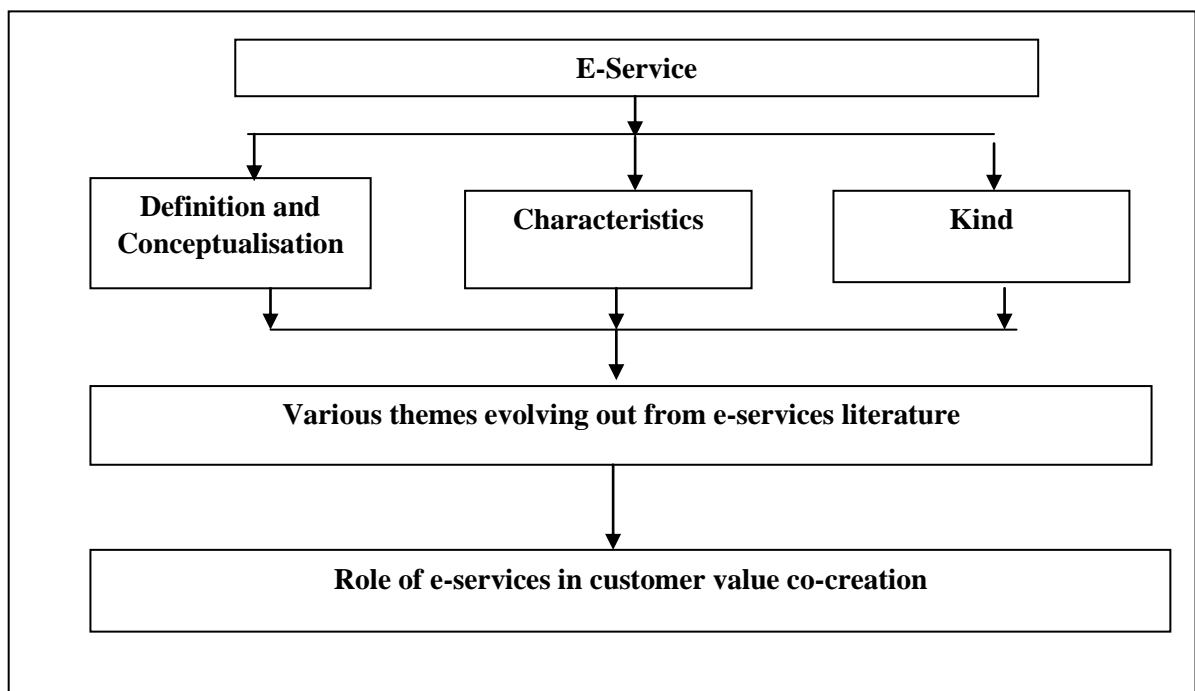 E-Service
Definition and
Conceptualisation
Characteristics
Kind
Various themes evolving out from e-services literature
Role of e-services in customer value co-creation